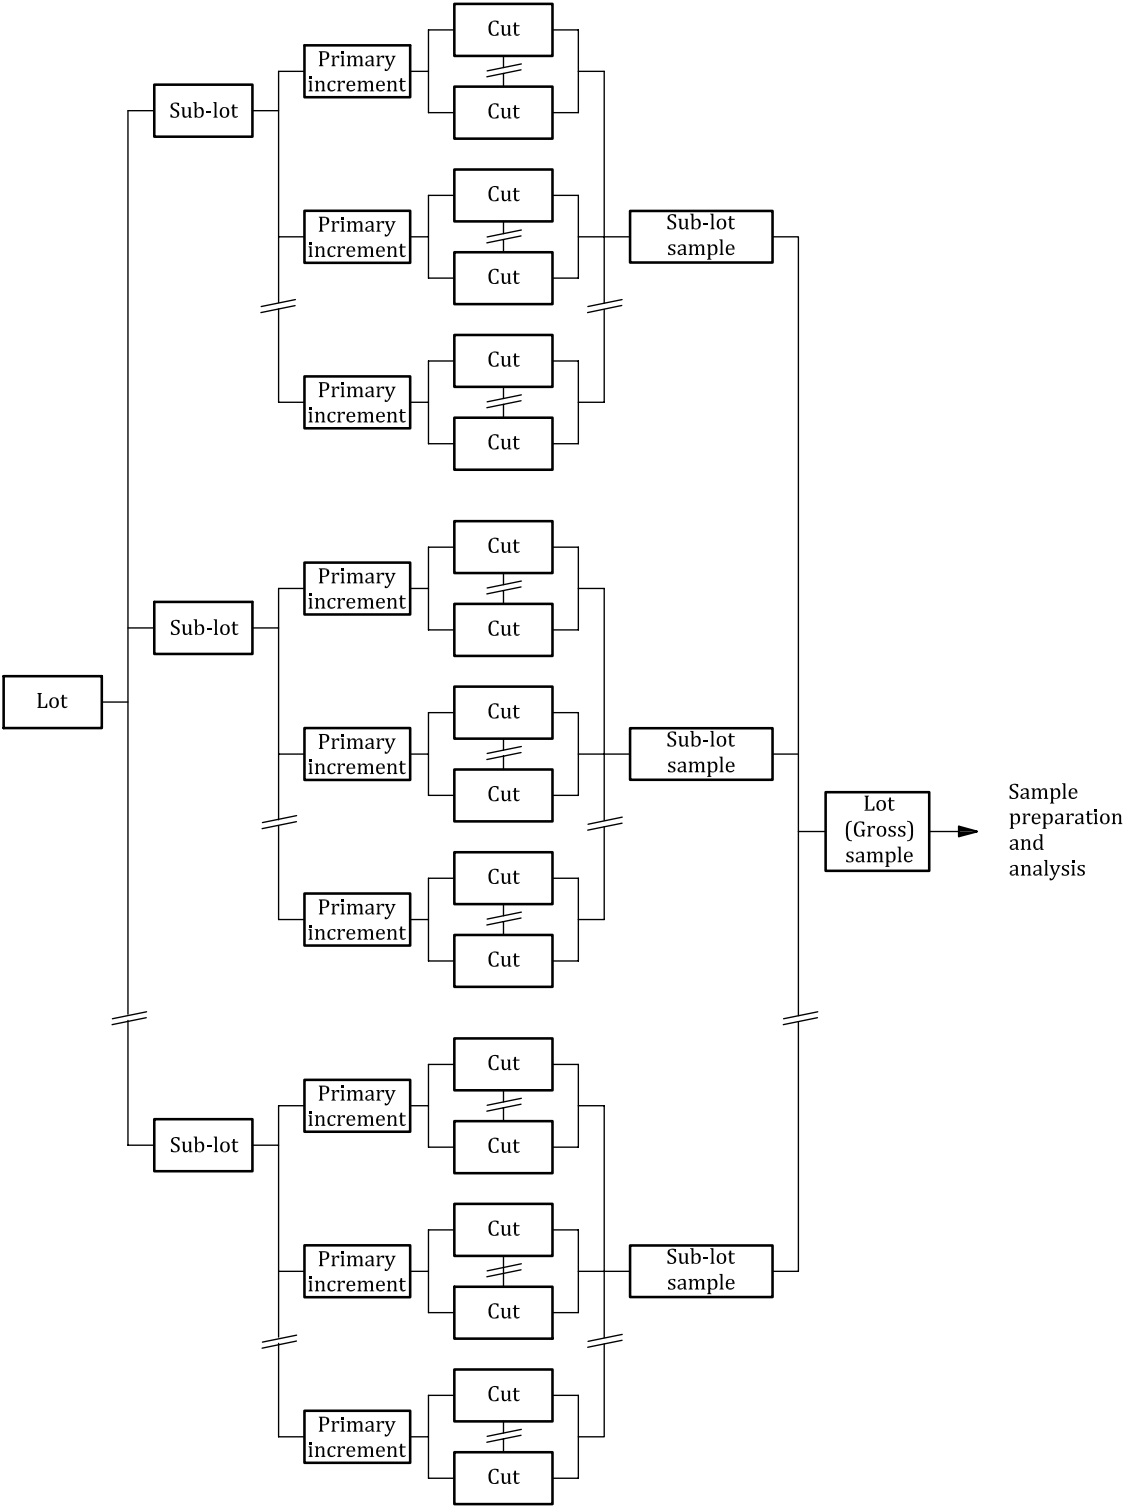 Cut
Primary
increment
Sub-lot
Cut
Cut
Primary
increment
Sub-lot
sample
Cut
Cut
Primary
increment
Cut
Cut
Primary
increment
Sub-lot
Cut
Lot
Cut
Primary
increment
Sub-lot
sample
Cut
Lot
(Gross)
sample
Sample
preparation
and
analysis
Cut
Primary
increment
Cut
Cut
Primary
increment
Sub-lot
Cut
Cut
Primary
increment
Sub-lot
sample
Cut
Cut
Primary
increment
Cut